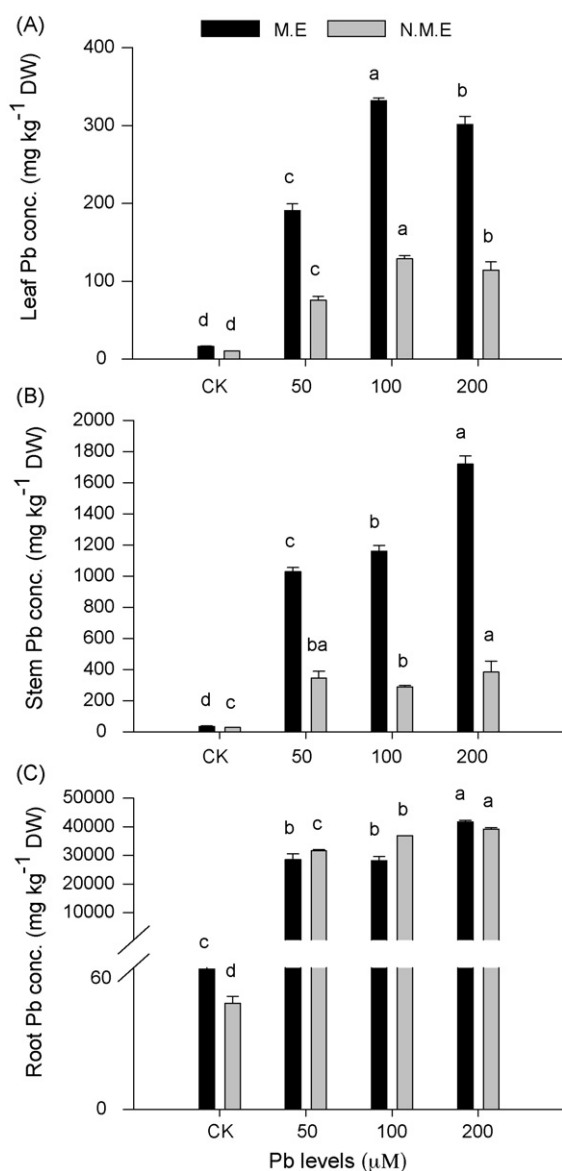 (A)
M.E
N.M.E
Leaf Pb conc. (mg kg⁻¹ DW)
400
300
200
100
0
d
d
c
c
a
a
b
b
CK
50
100
200
(B)
Stem Pb conc. (mg kg⁻¹ DW)
2000
1800
1600
1400
1200
1000
800
600
400
200
0
d
c
c
ba
b
b
a
a
CK
50
100
200
(C)
Root Pb conc. (mg kg⁻¹ DW)
50000
40000
30000
20000
10000
60
0
c
d
b
c
b
b
a
a
CK
50
100
200
Pb levels (μM)